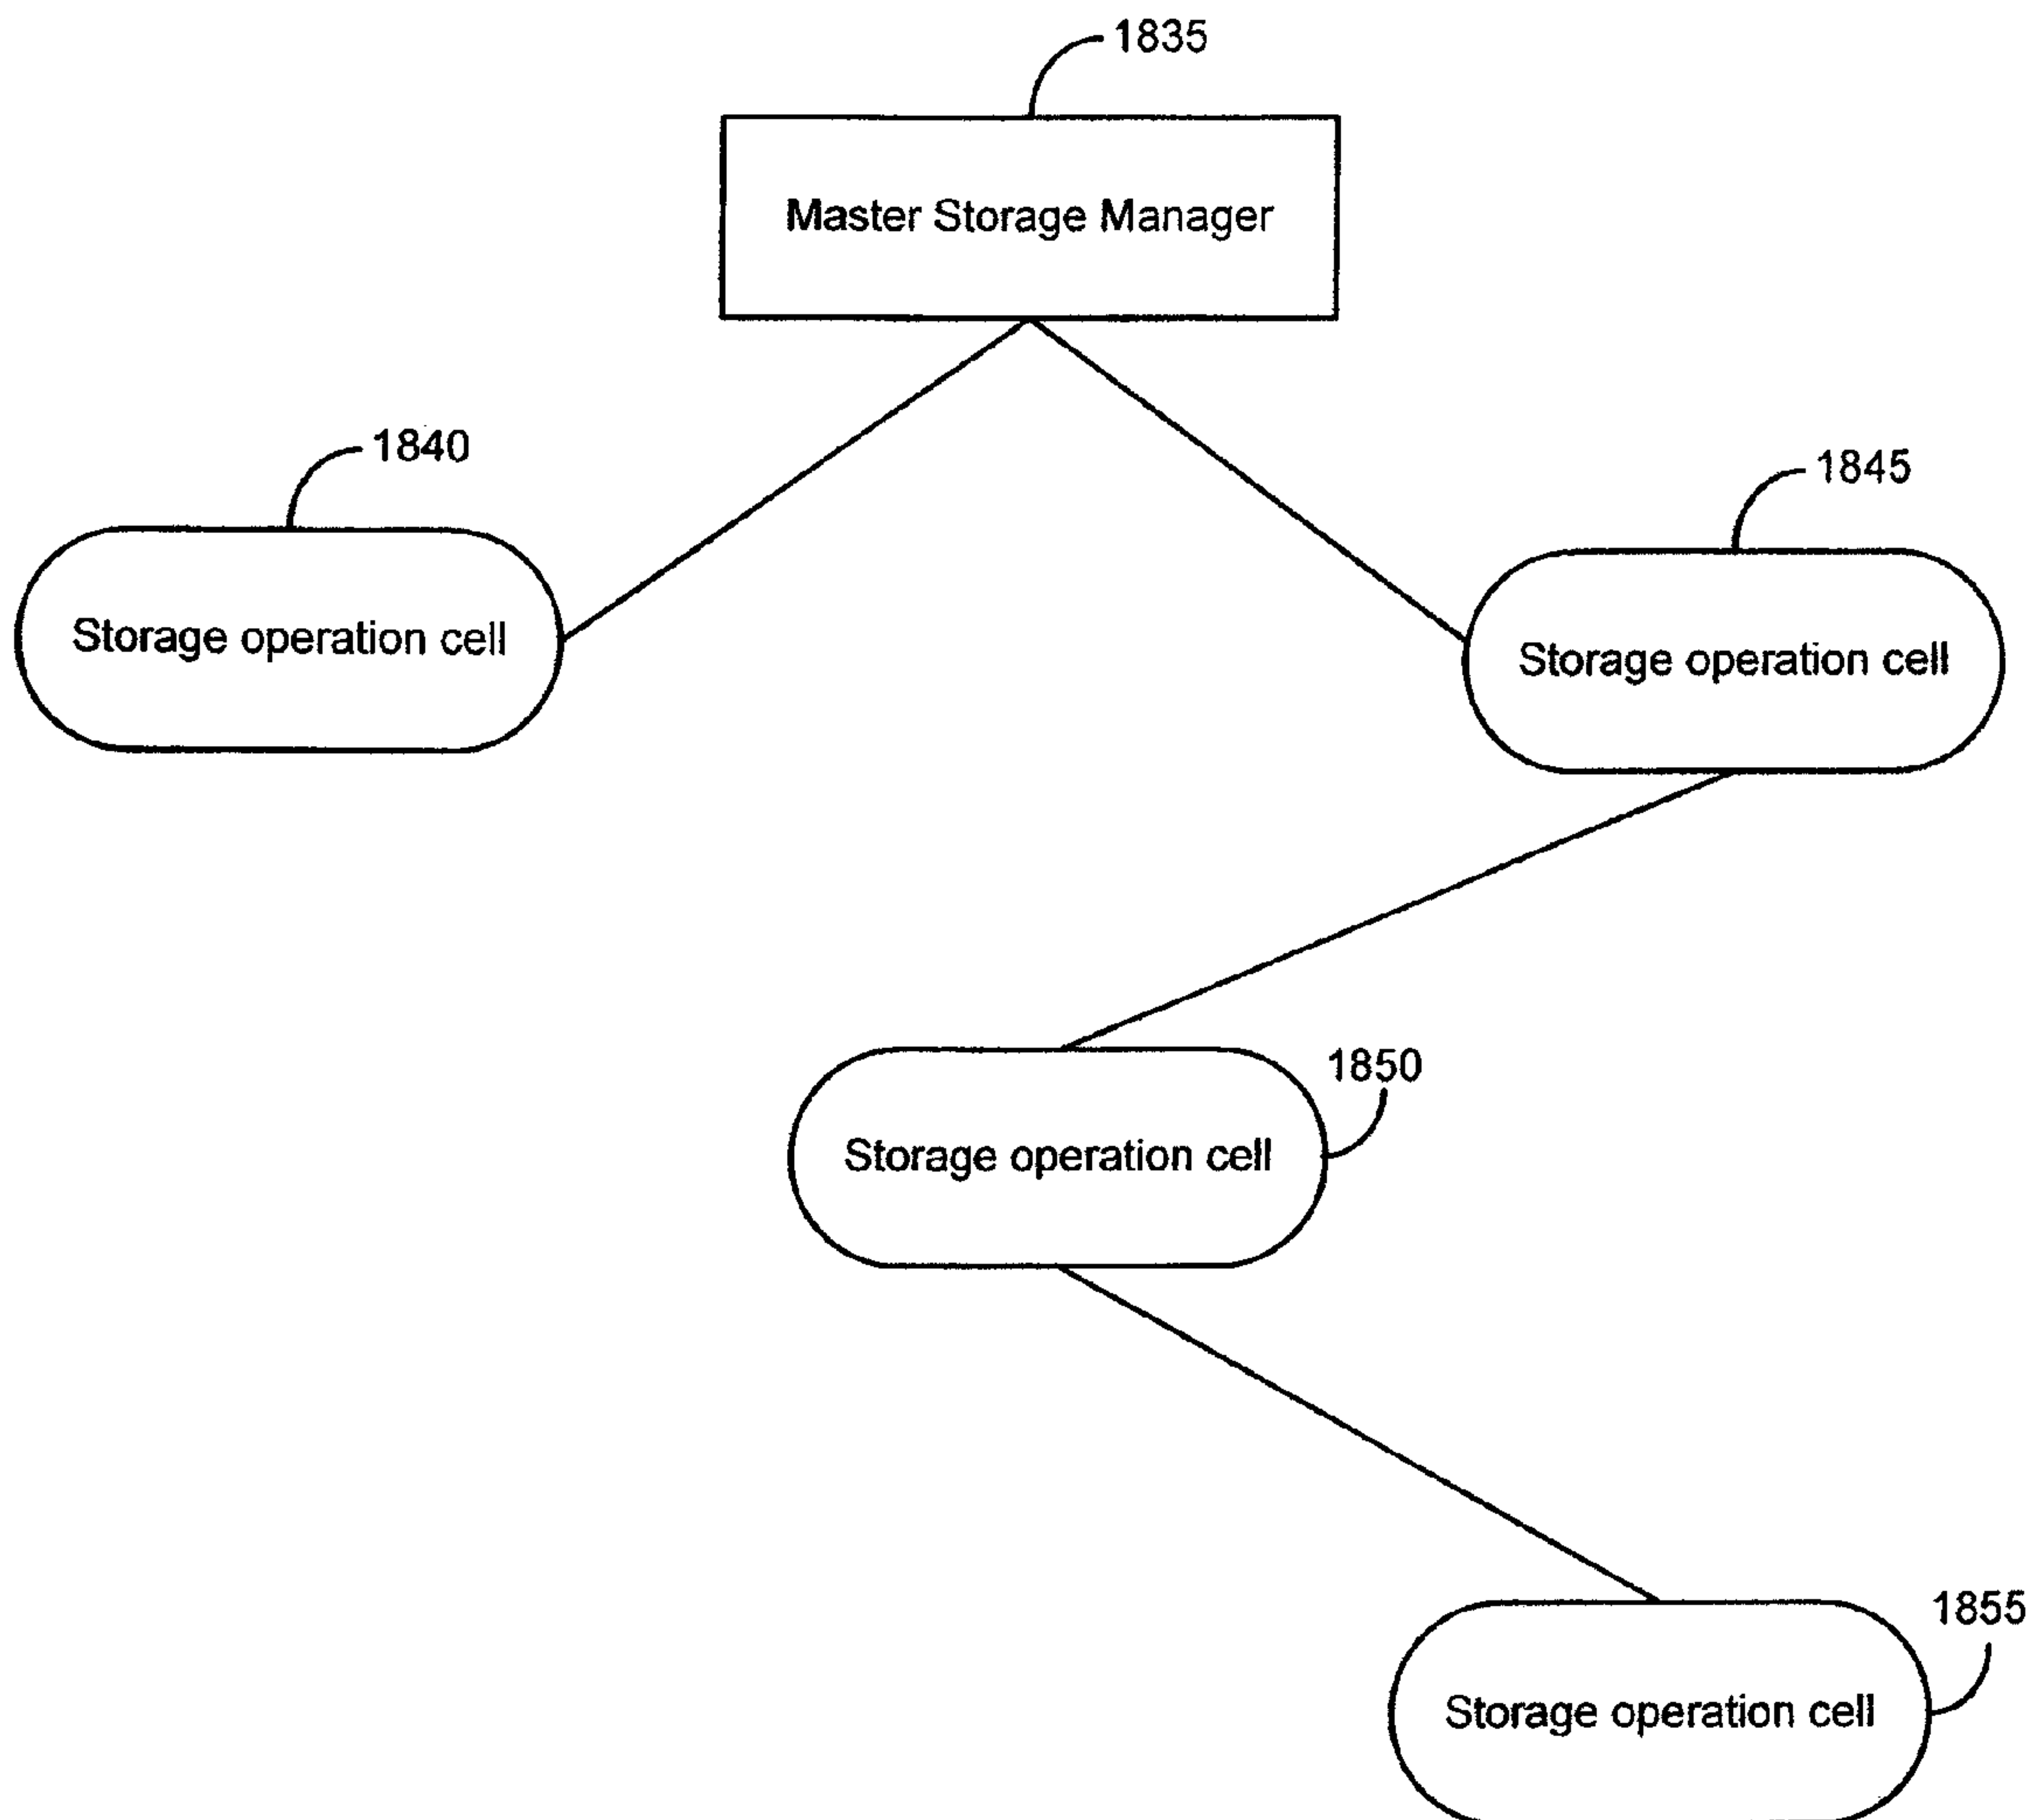 1835
Master Storage Manager
1840
1845
Storage operation cell
Storage operation cell
1850
Storage operation cell
1855
Storage operation cell